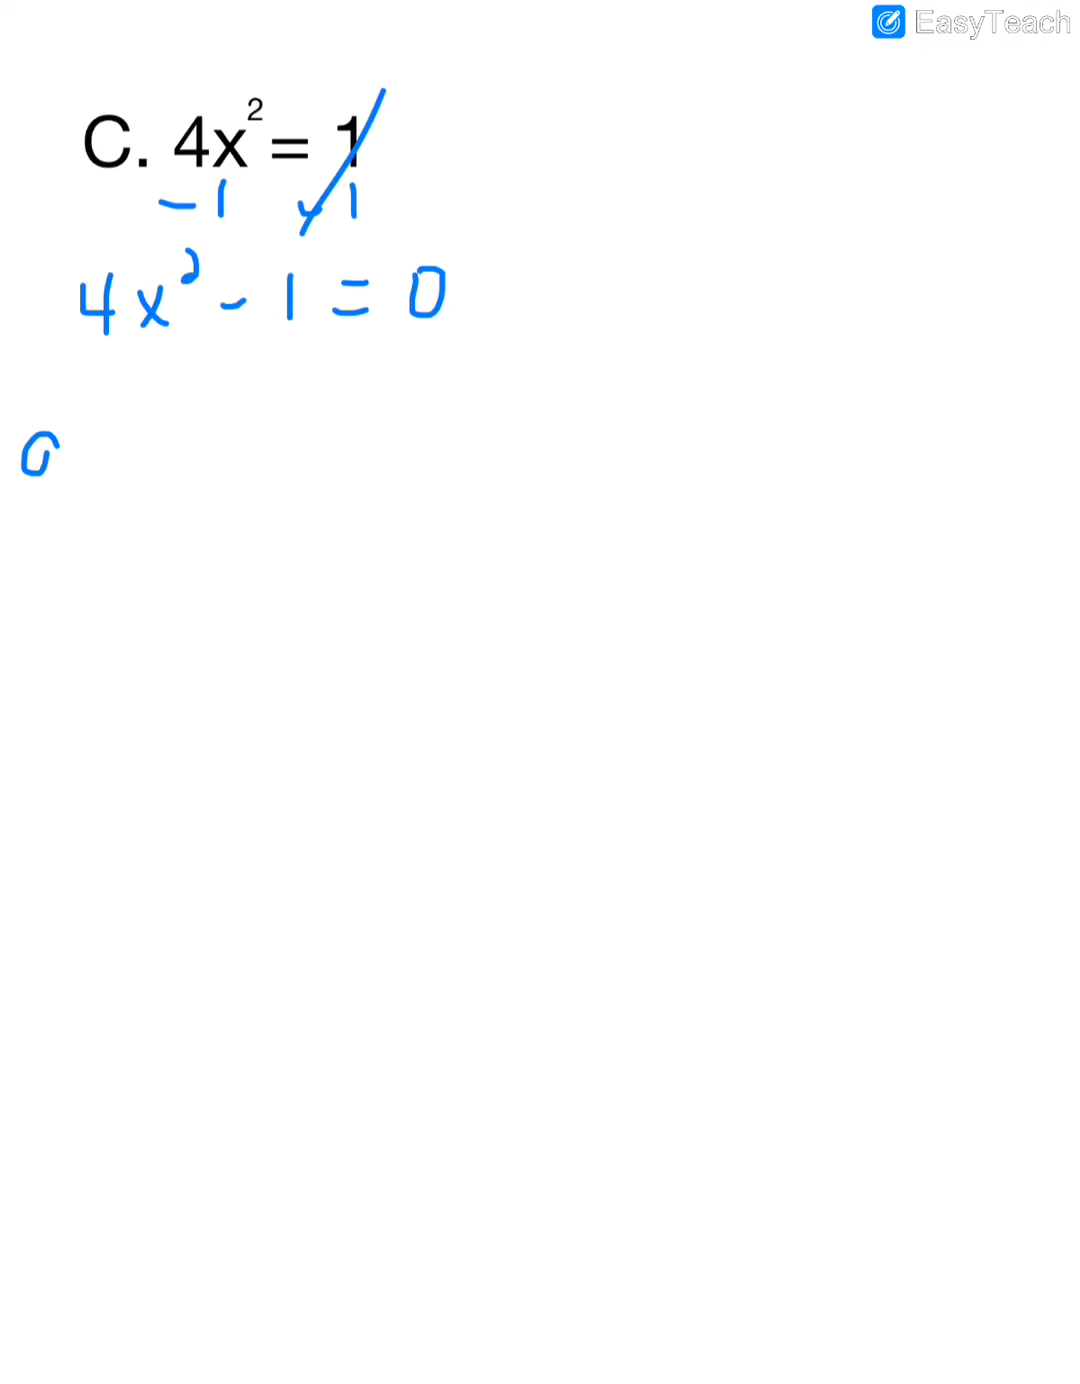 EasyTeach
C. 4x² = 1
-1 -1
4x² - 1 = 0